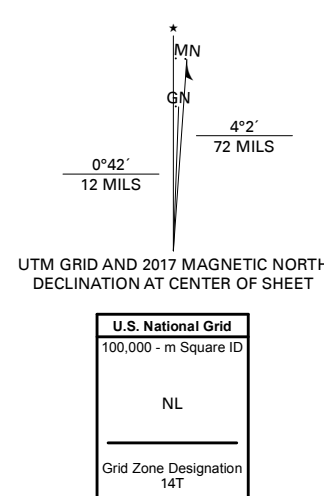 ★
MN
GN
4°2´
72 MILS
0°42´
12 MILS
UTM GRID AND 2017 MAGNETIC NORTH
DECLINATION AT CENTER OF SHEET
U.S. National Grid
100,000 - m Square ID
NL
Grid Zone Designation
14T